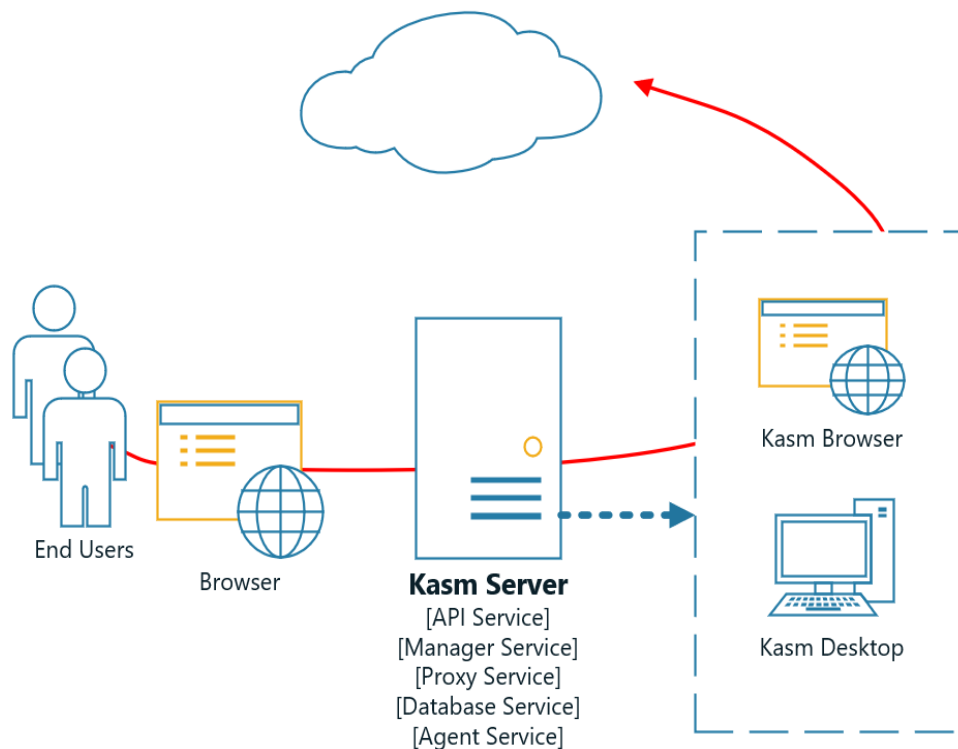 End Users
Browser
Kasm Server
[API Service]
[Manager Service]
[Proxy Service]
[Database Service]
[Agent Service]
Kasm Browser
Kasm Desktop